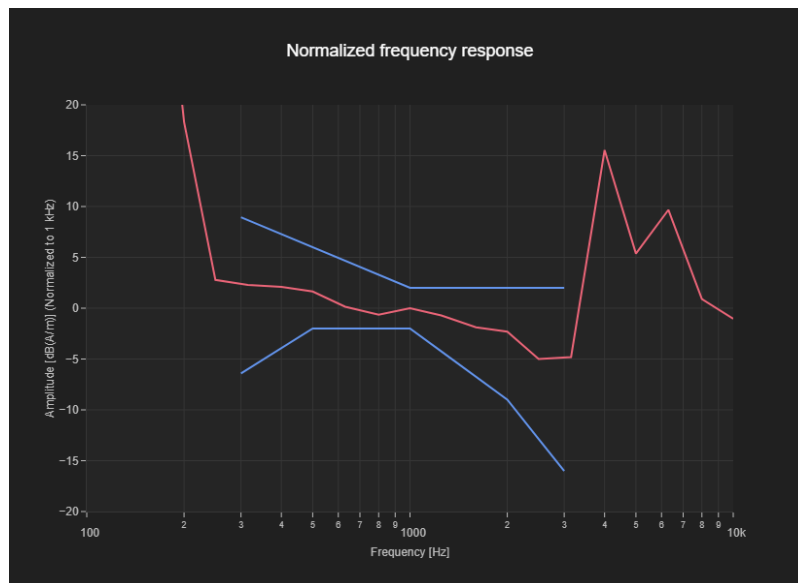 Normalized frequency response
Amplitude [dB(A/m)] (Normalized to 1 kHz)
20
15
10
5
0
−5
−10
−15
−20
100 2 3 4 5 6 7 8 9 1000 2 3 4 5 6 7 8 9 10k
Frequency [Hz]